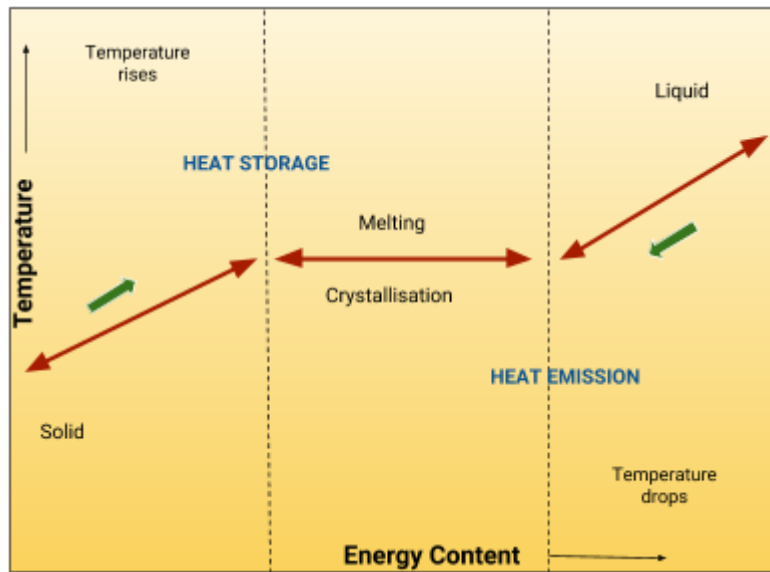 Temperature
rises
Liquid
HEAT STORAGE
Temperature
Melting
Crystallisation
HEAT EMISSION
Solid
Temperature
drops
Energy Content